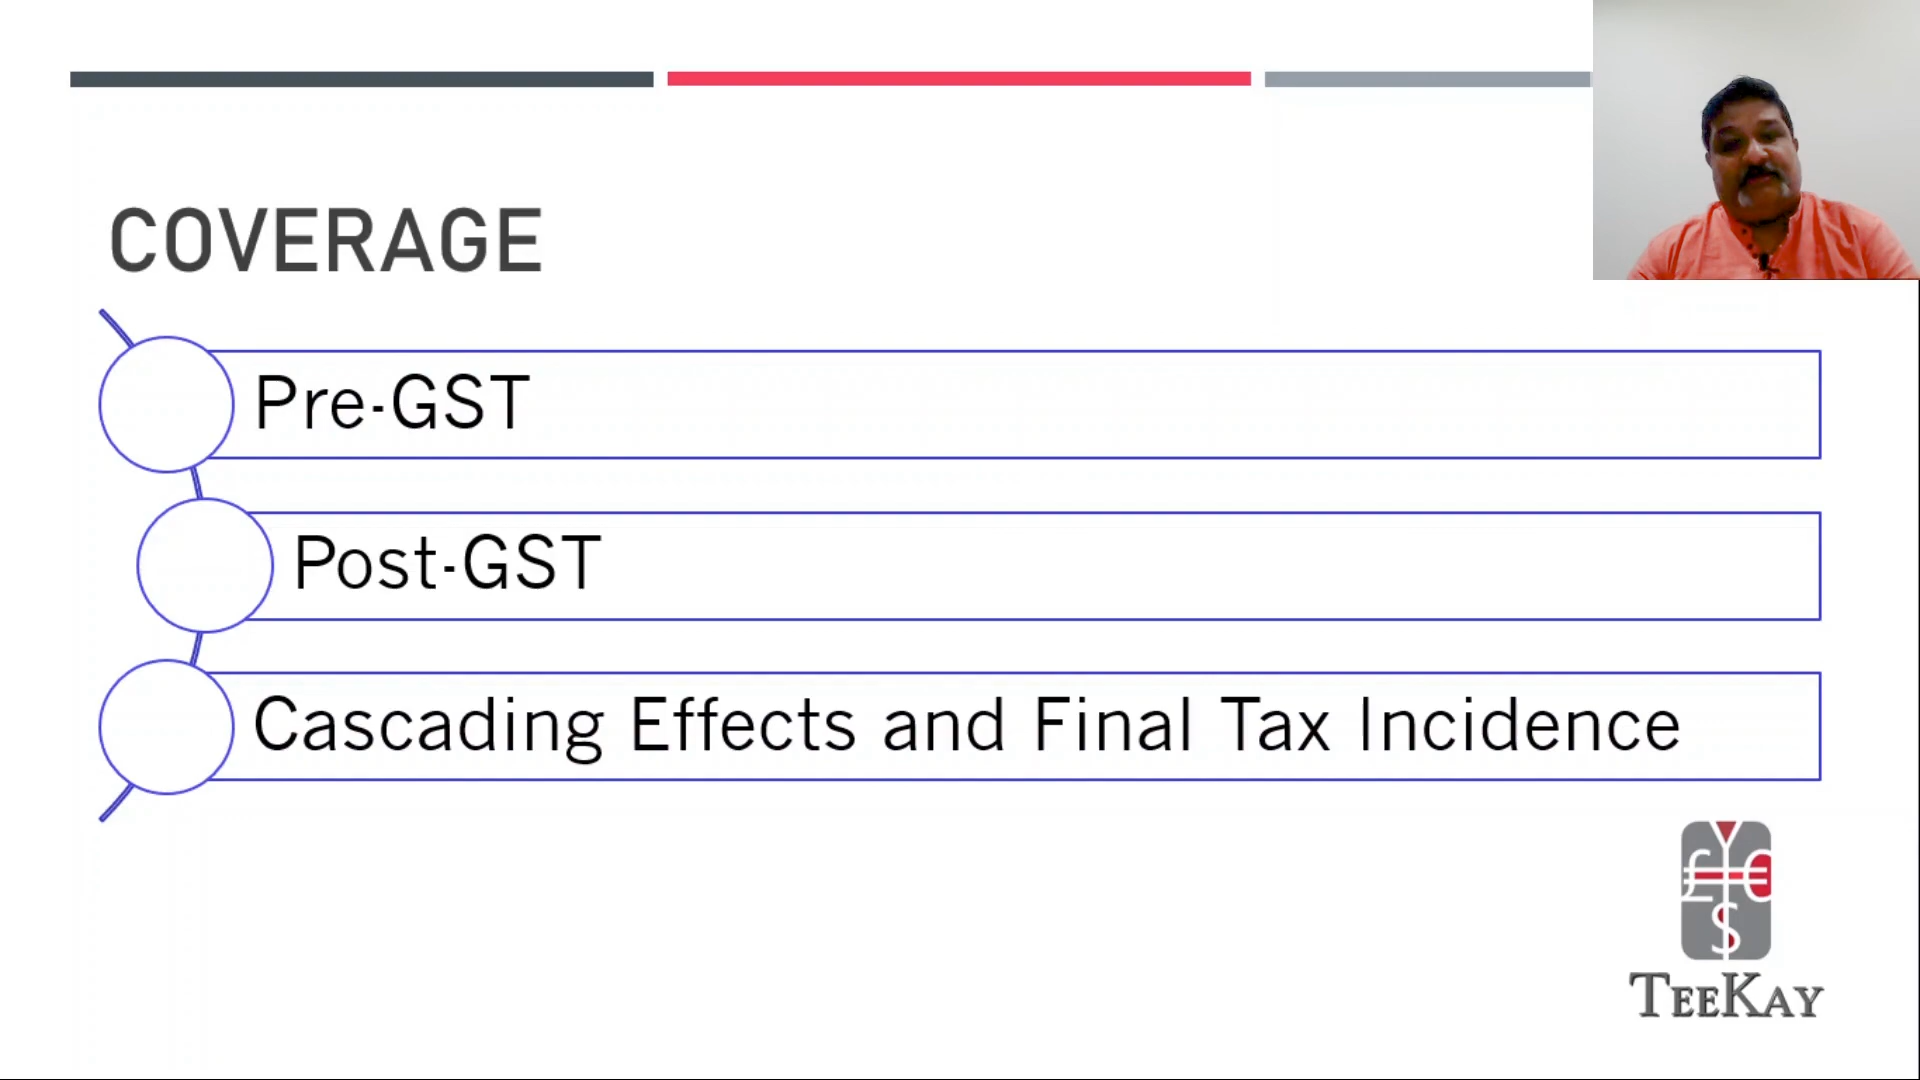 COVERAGE
Pre-GST
Post-GST
Cascading Effects and Final Tax Incidence
¥
£ €
$
TEEKAY